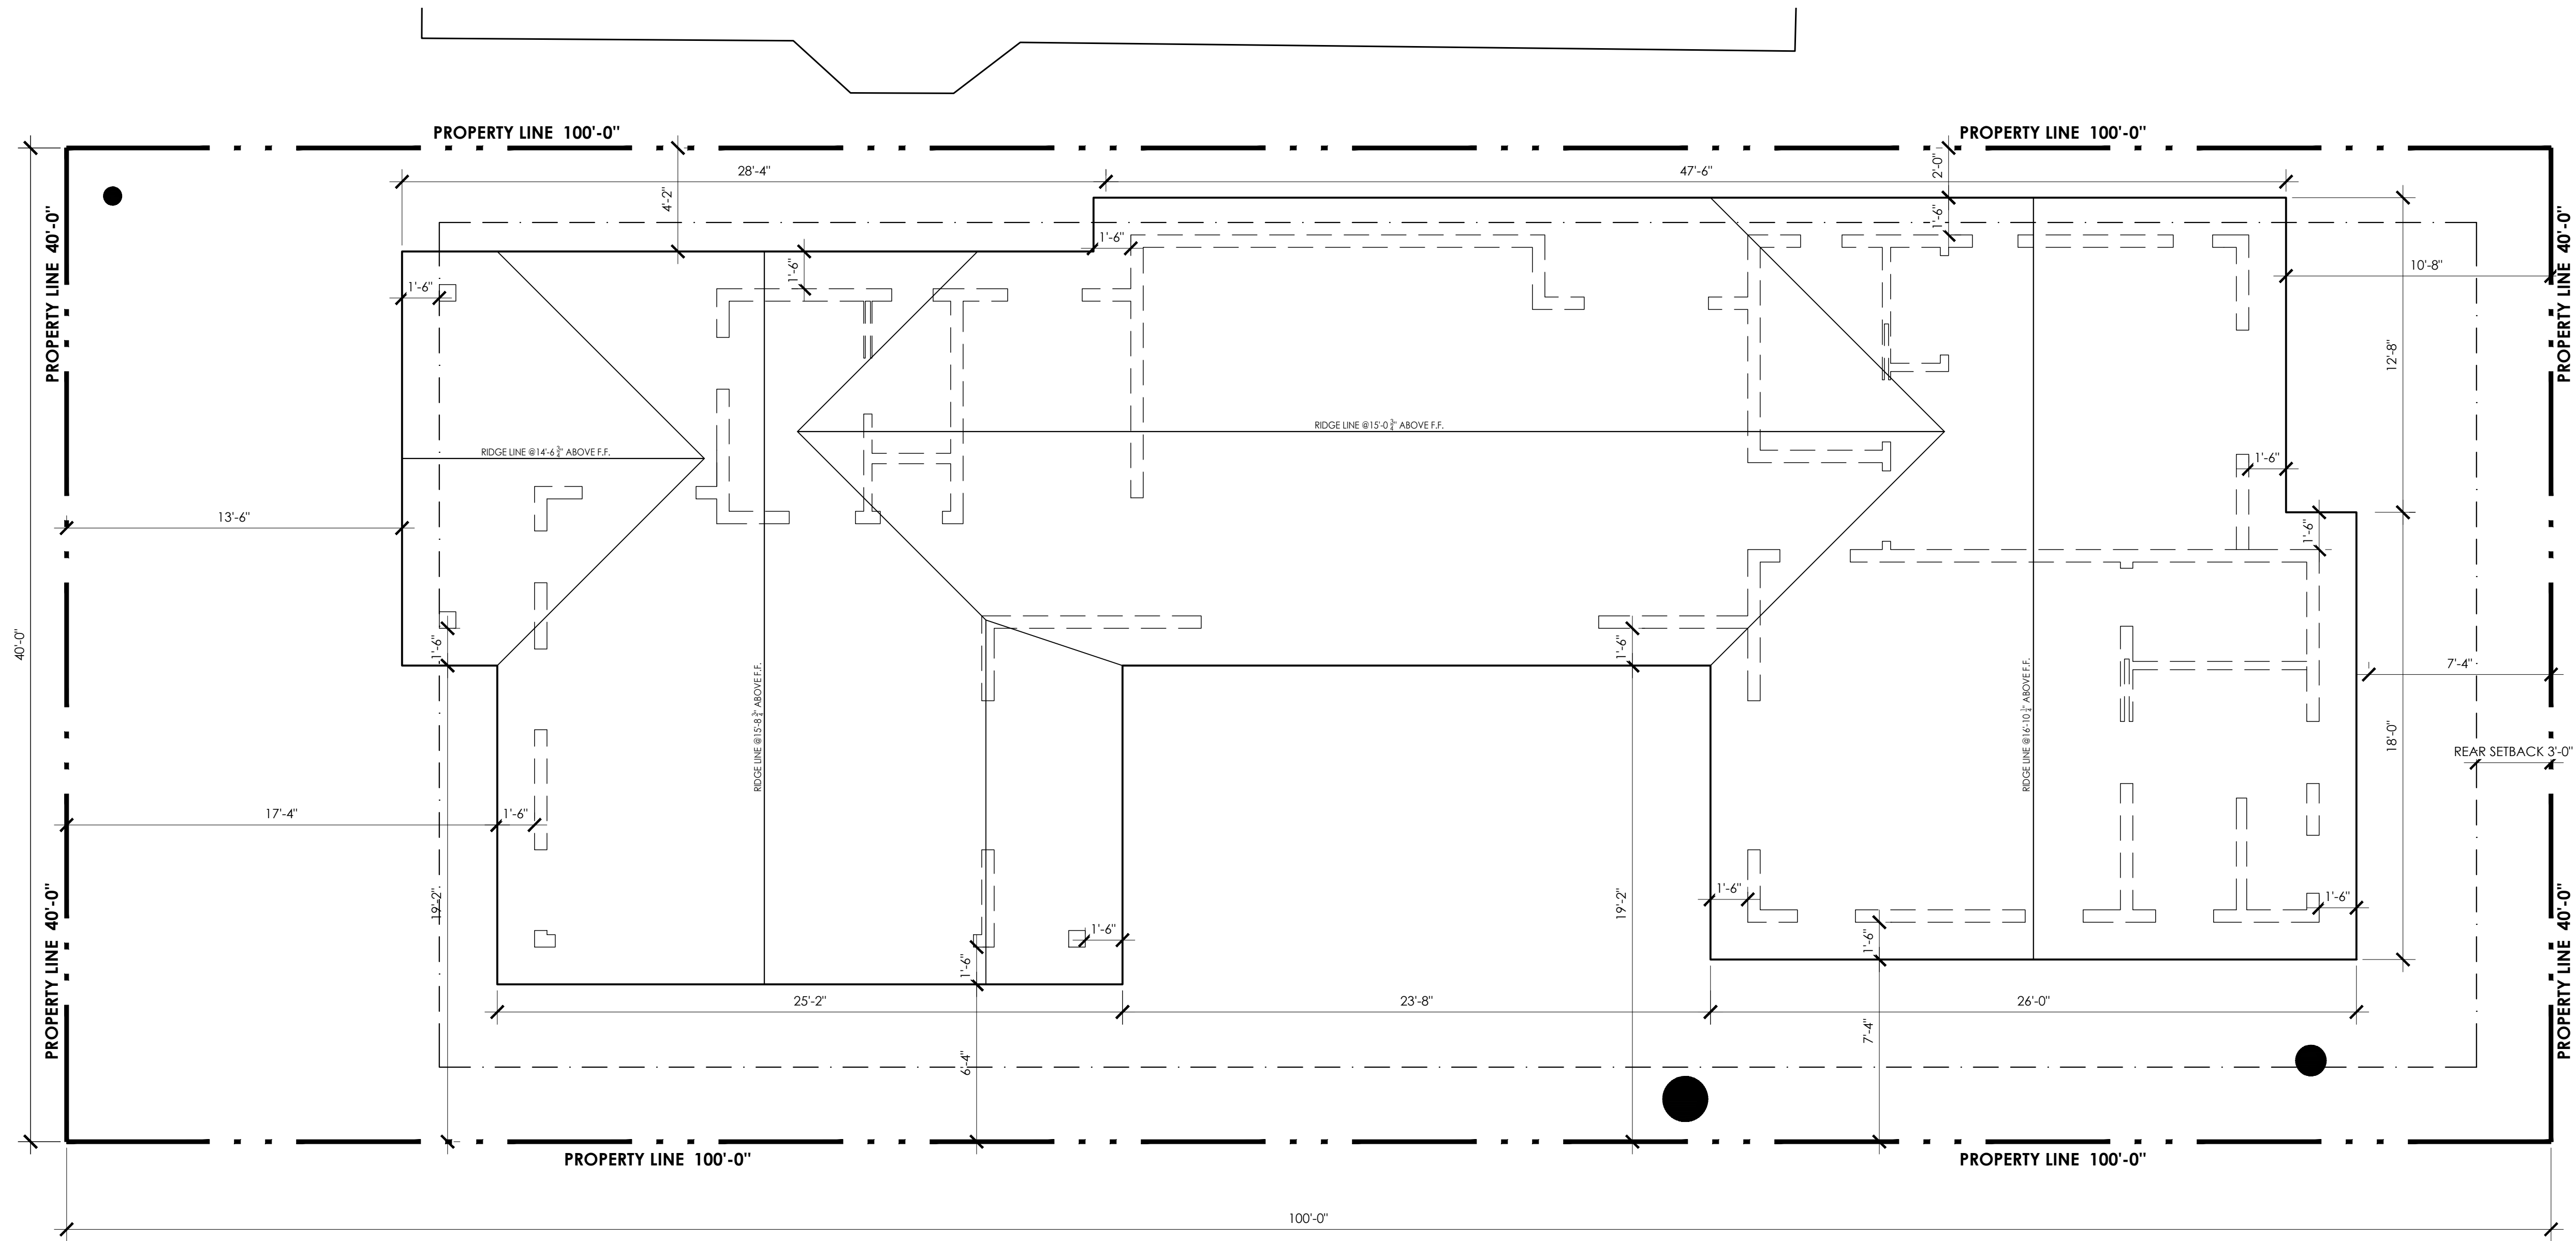 PROPERTY LINE 100'-0"
PROPERTY LINE 100'-0"
28'-4"
47'-6"
4'-2"
2'-0"
1'-6"
PROPERTY LINE 40'-0"
PROPERTY LINE 40'-0"
1'-6"
1'-6"
1'-6"
10'-8"
12'-8"
RIDGE LINE @15'-0 3/4" ABOVE F.F.
RIDGE LINE @14'-6 3/4" ABOVE F.F.
1'-6"
13'-6"
1'-6"
40'-0"
1'-6"
1'-6"
7'-4"
RIDGE LINE @15'-8 3/4" ABOVE F.F.
RIDGE LINE @16'-10 1/4" ABOVE F.F.
18'-0"
REAR SETBACK 3'-0"
17'-4"
1'-6"
19'-2"
19'-2"
1'-6"
1'-6"
1'-6"
1'-6"
1'-6"
PROPERTY LINE 40'-0"
PROPERTY LINE 40'-0"
25'-2"
23'-8"
26'-0"
6'-4"
7'-4"
PROPERTY LINE 100'-0"
PROPERTY LINE 100'-0"
100'-0"